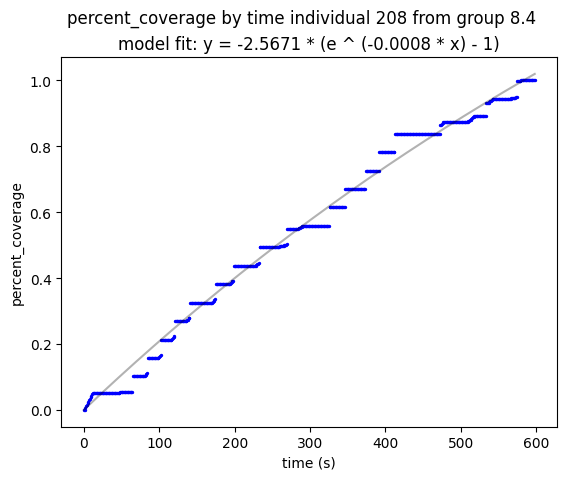 percent_coverage by time individual 208 from group 8.4
model fit: y = -2.5671 * (e ^ (-0.0008 * x) - 1)
1.0
0.8
0.6
0.4
0.2
0.0
percent_coverage
0 100 200 300 400 500 600
time (s)